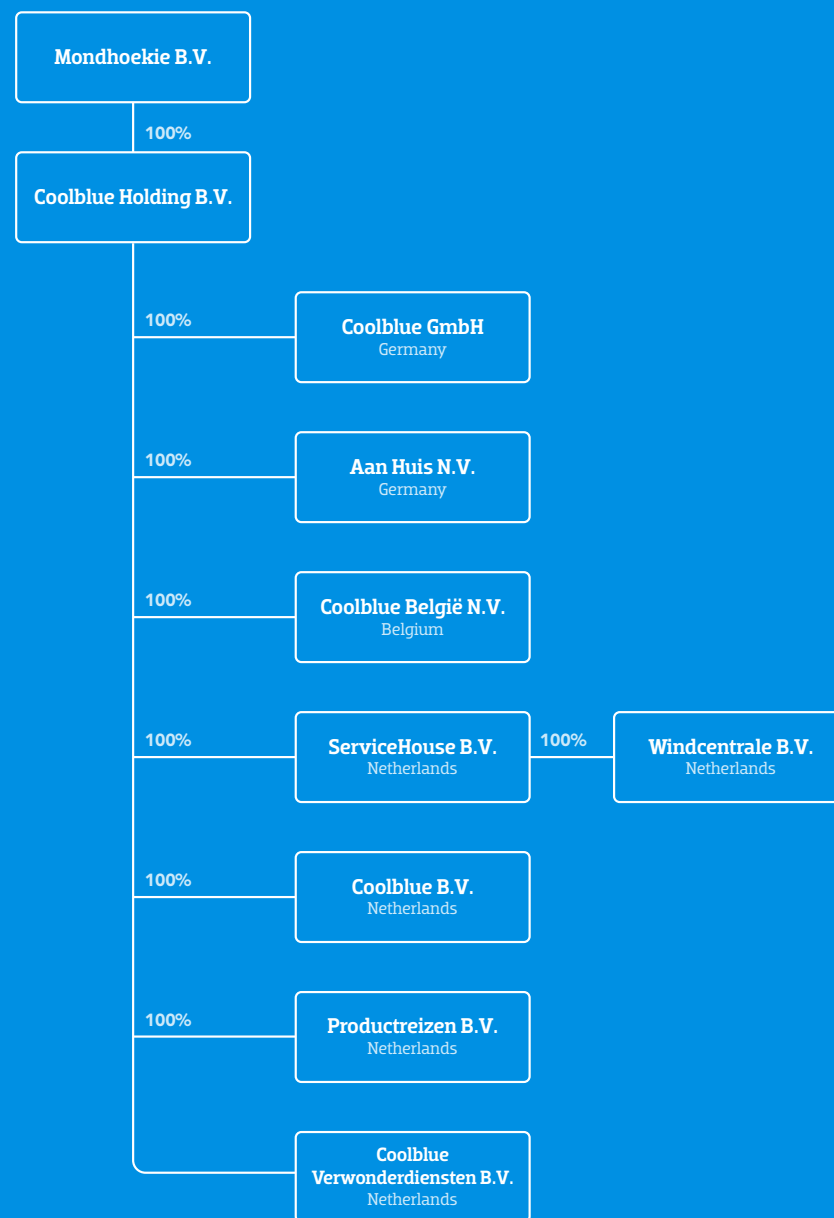 Mondhoekie B.V.
100%
Coolblue Holding B.V.
100%
Coolblue GmbH
Germany
100%
Aan Huis N.V.
Germany
100%
Coolblue België N.V.
Belgium
100%
ServiceHouse B.V.
Netherlands
100%
Windcentrale B.V.
Netherlands
100%
Coolblue B.V.
Netherlands
100%
Productreizen B.V.
Netherlands
Coolblue
Verwonderdiensten B.V.
Netherlands